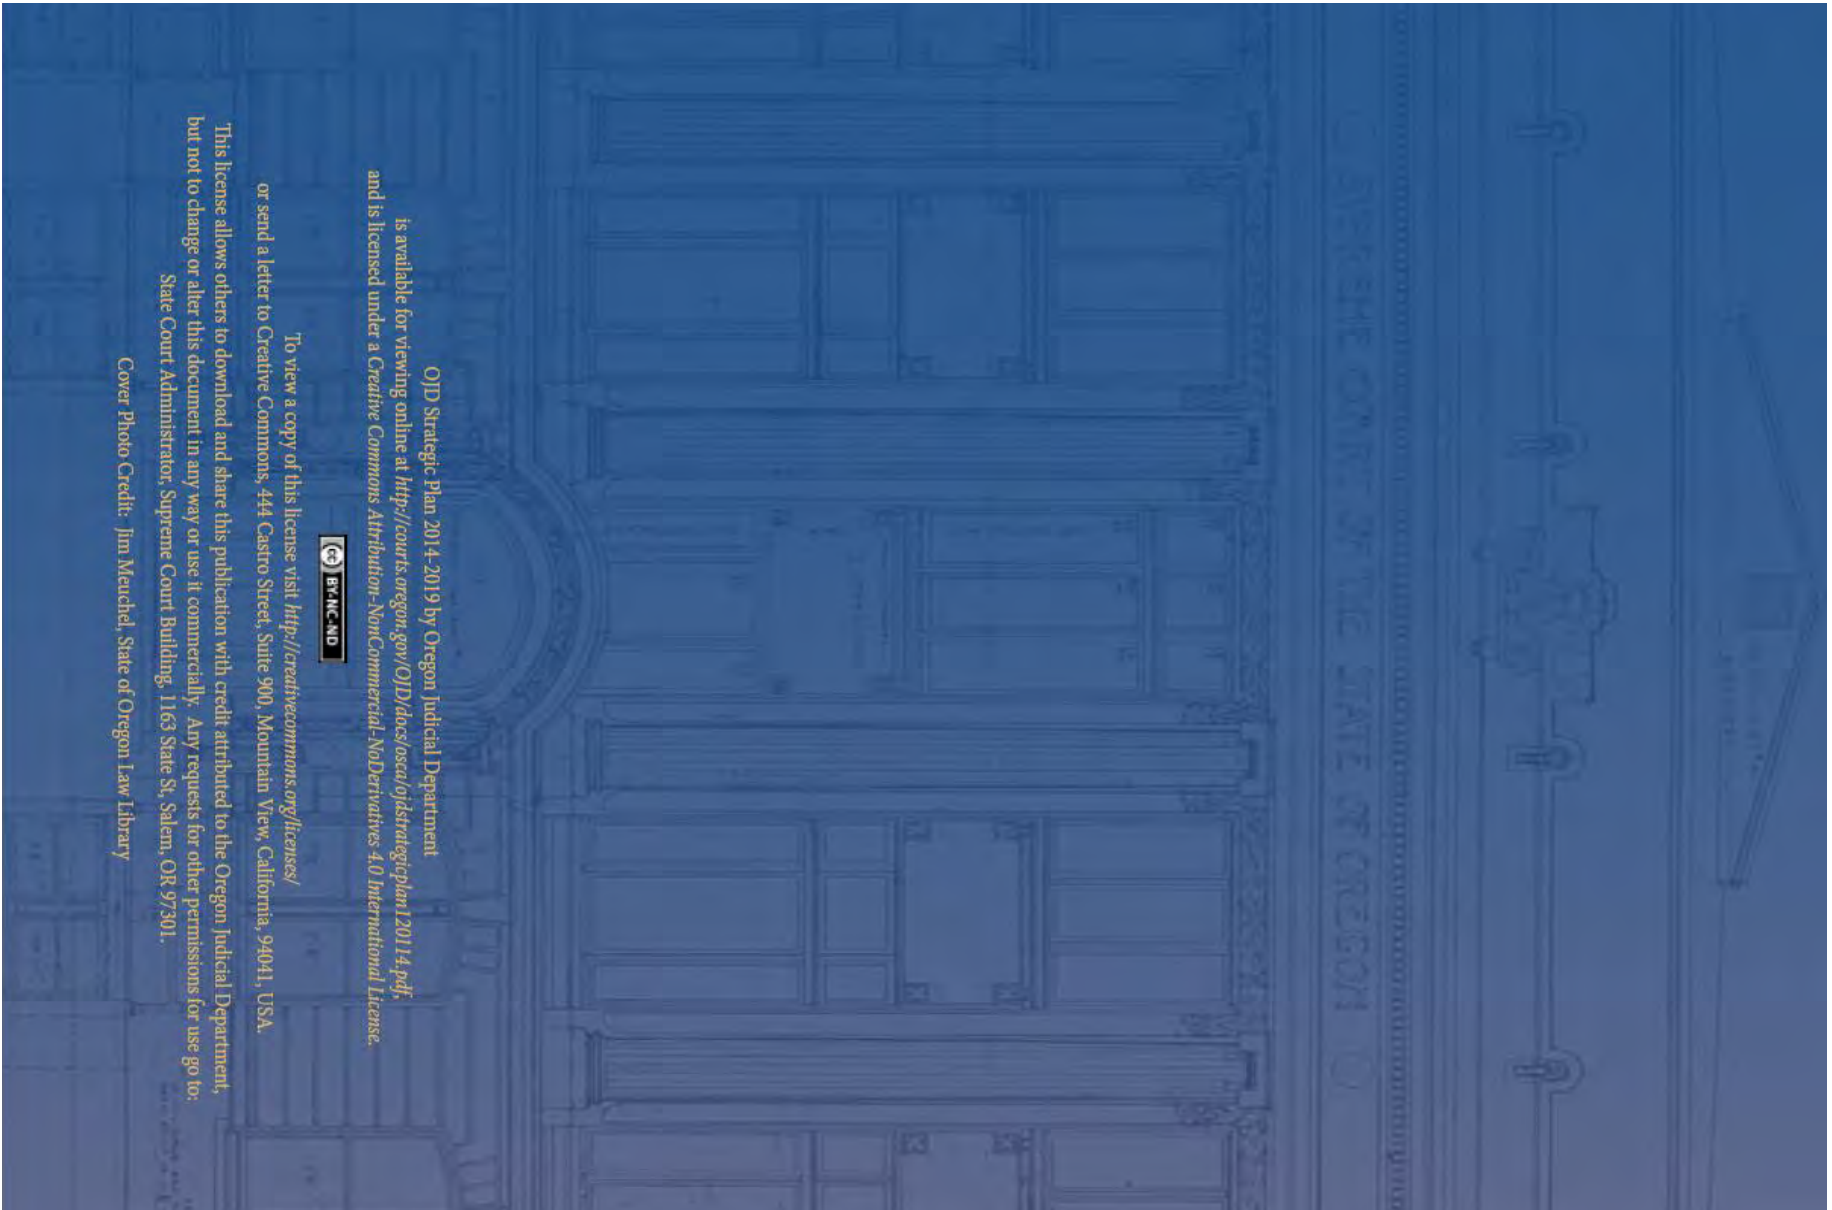 SUPREME COURT OF THE STATE OF OREGON
OJD Strategic Plan 2014-2019 by Oregon Judicial Department
is available for viewing online at http://courts.oregon.gov/OJD/docs/osca/ojdstrategicplan120114.pdf,
and is licensed under a Creative Commons Attribution-NonCommercial-NoDerivatives 4.0 International License.
cc BY-NC-ND
To view a copy of this license visit http://creativecommons.org/licenses/
or send a letter to Creative Commons, 444 Castro Street, Suite 900, Mountain View, California, 94041, USA.
This license allows others to download and share this publication with credit attributed to the Oregon Judicial Department,
but not to change or alter this document in any way or use it commercially. Any requests for other permissions for use go to:
State Court Administrator, Supreme Court Building, 1163 State St, Salem, OR 97301.
Cover Photo Credit: Jim Meuchel, State of Oregon Law Library